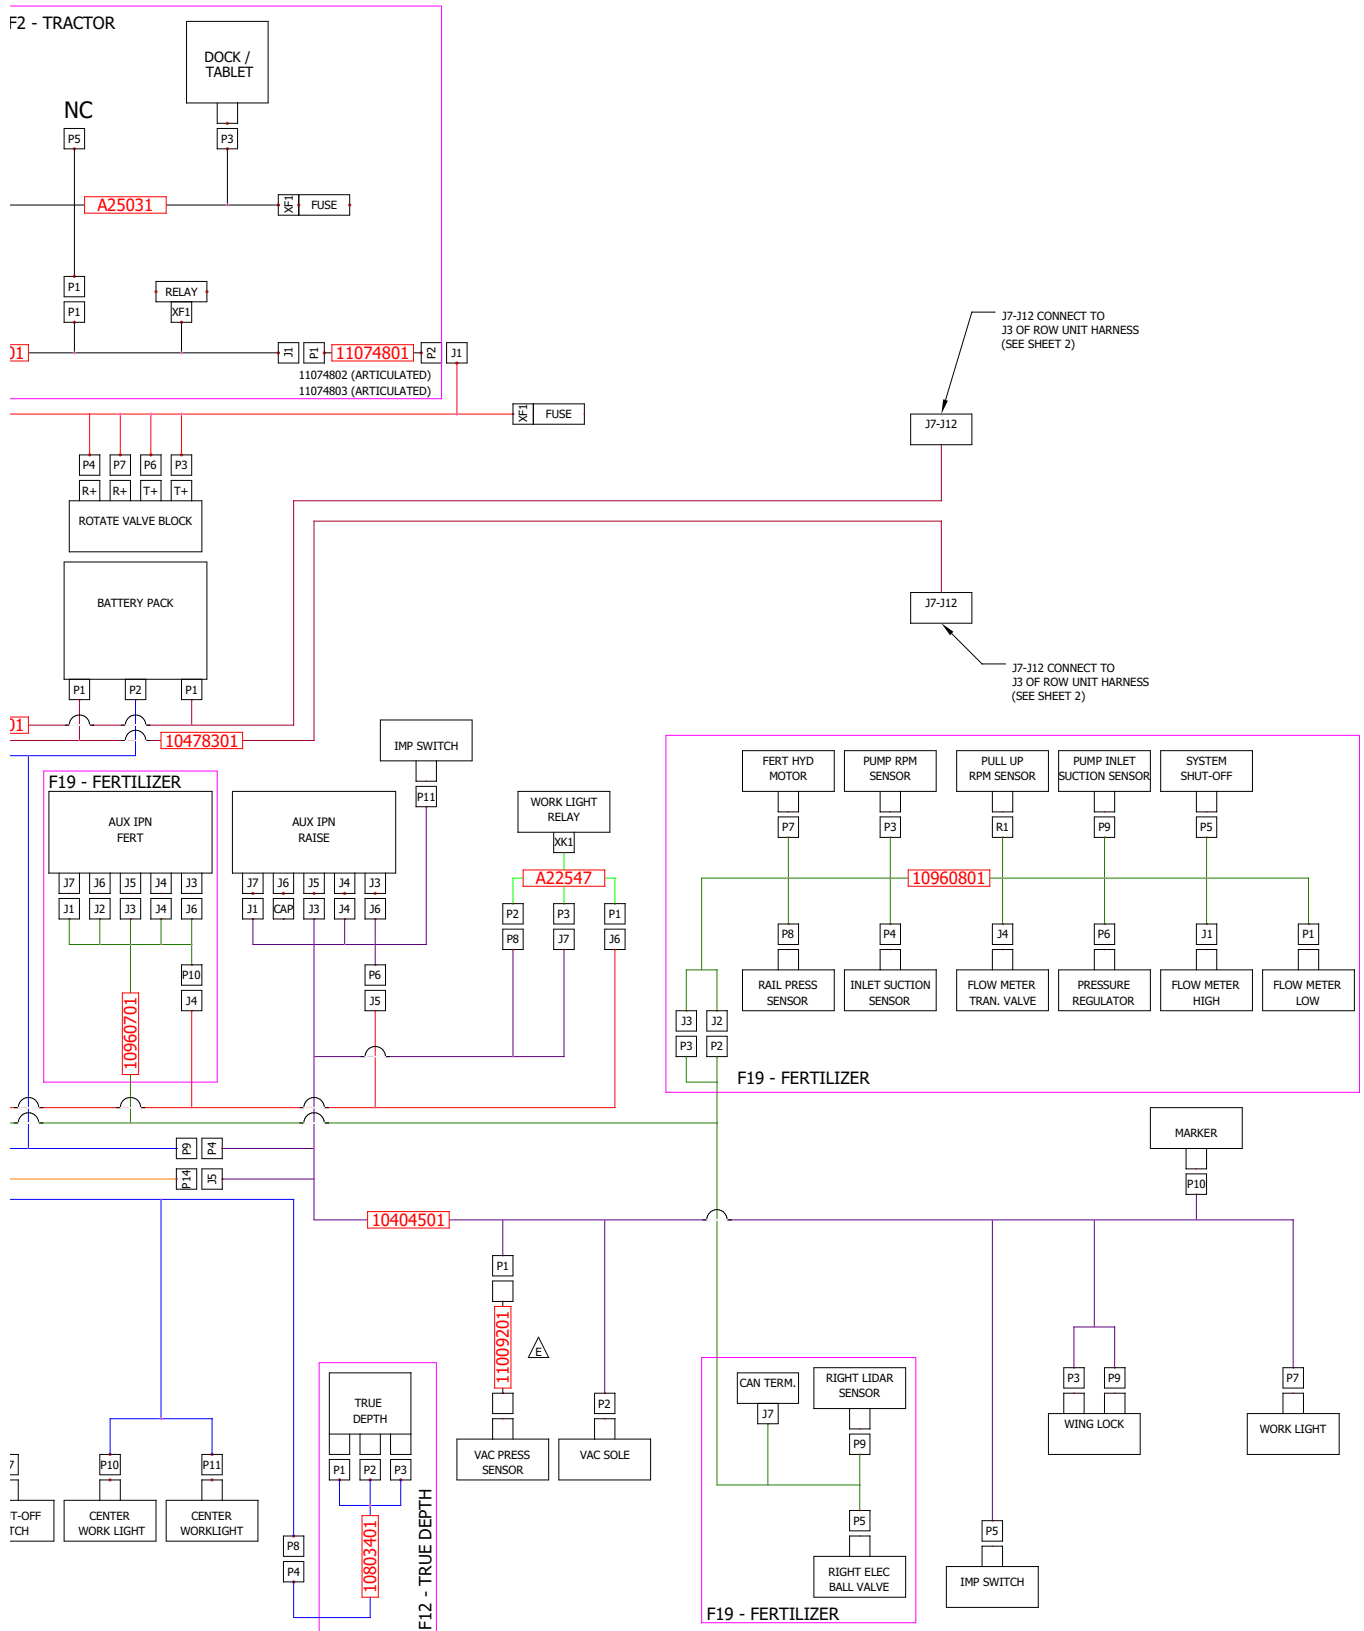 F2 - TRACTOR
DOCK /
TABLET
NC
P5
P3
A25031
XF1
FUSE
P1
RELAY
P1
XF1
J7-J12 CONNECT TO
J3 OF ROW UNIT HARNESS
(SEE SHEET 2)
01
J1
P1
11074801
P2
J1
11074802 (ARTICULATED)
11074803 (ARTICULATED)
XF1
FUSE
J7-J12
P4
P7
P6
P3
R+
R+
T+
T+
ROTATE VALVE BLOCK
BATTERY PACK
J7-J12
J7-J12 CONNECT TO
J3 OF ROW UNIT HARNESS
(SEE SHEET 2)
P1
P2
P1
01
10478301
IMP SWITCH
P11
F19 - FERTILIZER
AUX IPN
FERT
AUX IPN
RAISE
WORK LIGHT
RELAY
XK1
FERT HYD
MOTOR
PUMP RPM
SENSOR
PULL UP
RPM SENSOR
PUMP INLET
SUCTION SENSOR
SYSTEM
SHUT-OFF
P7
P3
R1
P9
P5
J7
J6
J5
J4
J3
J7
J6
J5
J4
J3
A22547
10960801
J1
J2
J3
J4
J6
J1
CAP
J3
J4
J6
P2
P3
P1
P8
J7
J6
P8
P4
J4
P6
J1
P1
P10
J4
P6
J5
RAIL PRESS
SENSOR
INLET SUCTION
SENSOR
FLOW METER
TRAN. VALVE
PRESSURE
REGULATOR
FLOW METER
HIGH
FLOW METER
LOW
10960701
J3
J2
P3
P2
F19 - FERTILIZER
P9
P4
P14
J5
MARKER
P10
10404501
P1
11009201
E
P2
VAC PRESS
SENSOR
VAC SOLE
CAN TERM.
J7
RIGHT LIDAR
SENSOR
P9
P3
P9
WING LOCK
P7
WORK LIGHT
TRUE
DEPTH
P1
P2
P3
7
P10
P11
T-OFF
TCH
CENTER
WORK LIGHT
CENTER
WORKLIGHT
P8
P4
10803401
F12 - TRUE DEPTH
P5
RIGHT ELEC
BALL VALVE
F19 - FERTILIZER
P5
IMP SWITCH